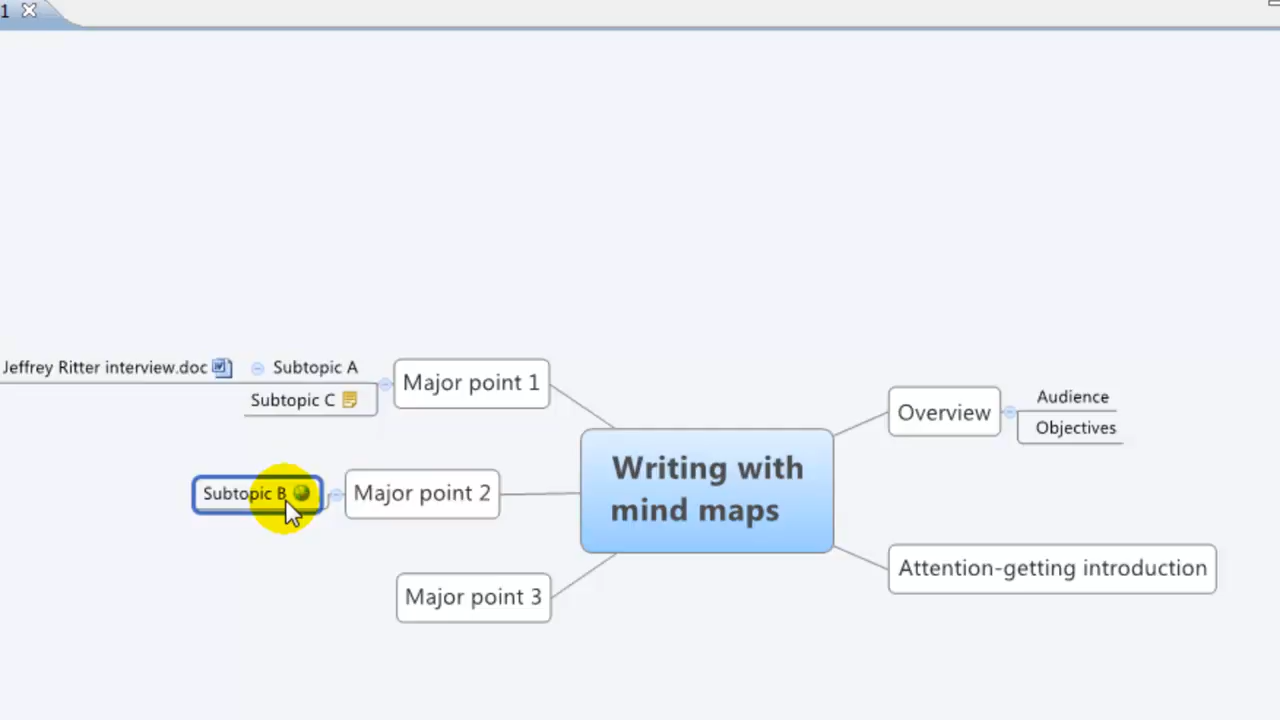 1
Jeffrey Ritter interview.doc
Subtopic A
Subtopic C
Major point 1
Subtopic B
Major point 2
Major point 3
Writing with
mind maps
Overview
Audience
Objectives
Attention-getting introduction